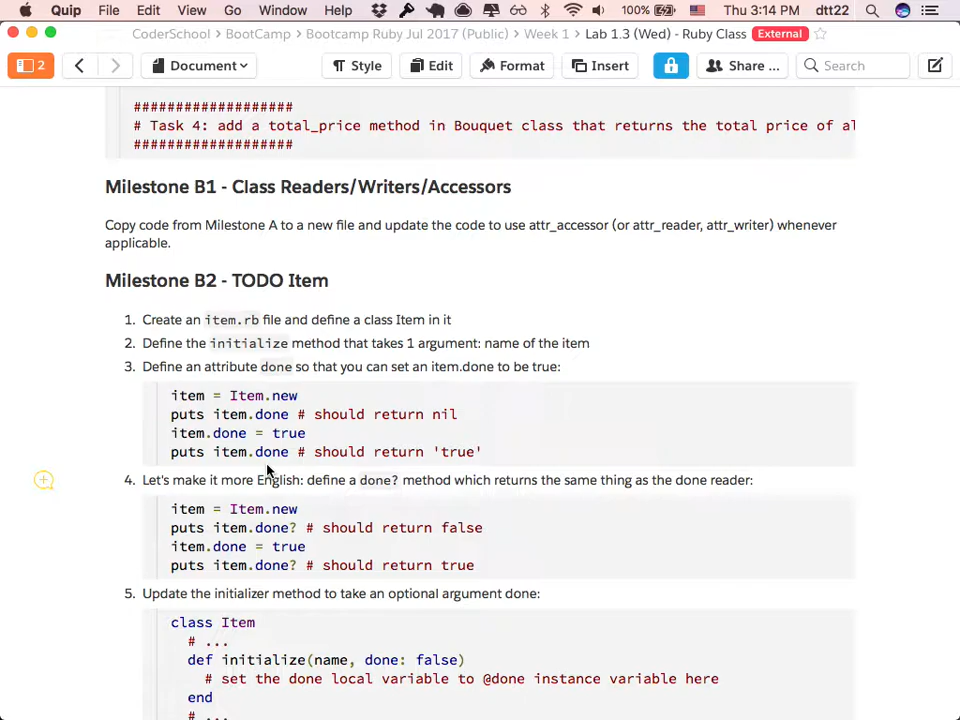 Quip File Edit View Go Window Help 100% Thu 3:14 PM dtt22
CoderSchool > BootCamp > Bootcamp Ruby Jul 2017 (Public) > Week 1 > Lab 1.3 (Wed) - Ruby Class External
2 Document Style Edit Format Insert Share ... Search
###################
# Task 4: add a total_price method in Bouquet class that returns the total price of al
###################
Milestone B1 - Class Readers/Writers/Accessors
Copy code from Milestone A to a new file and update the code to use attr_accessor (or attr_reader, attr_writer) whenever
applicable.
Milestone B2 - TODO Item
1. Create an item.rb file and define a class Item in it
2. Define the initialize method that takes 1 argument: name of the item
3. Define an attribute done so that you can set an item.done to be true:
item = Item.new
puts item.done # should return nil
item.done = true
puts item.done # should return 'true'
4. Let's make it more English: define a done? method which returns the same thing as the done reader:
item = Item.new
puts item.done? # should return false
item.done = true
puts item.done? # should return true
5. Update the initializer method to take an optional argument done:
class Item
# ...
def initialize(name, done: false)
# set the done local variable to @done instance variable here
end
# ...